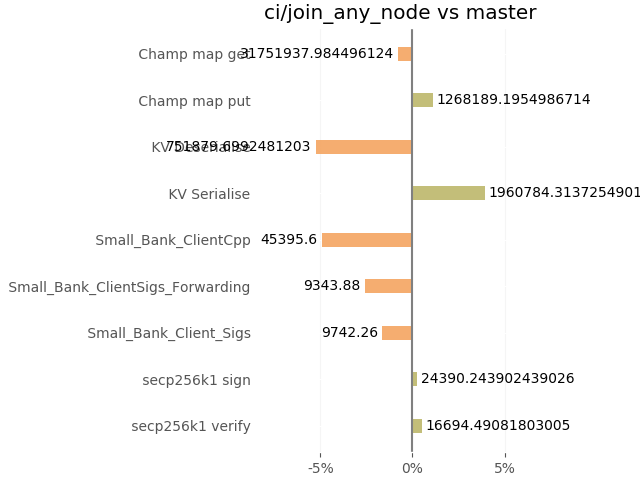 ci/join_any_node vs master
Champ map get 31751937.984496124
Champ map put 1268189.1954986714
KV Deserialise 751879.6992481203
KV Serialise 1960784.3137254901
Small_Bank_ClientCpp 45395.6
Small_Bank_ClientSigs_Forwarding 9343.88
Small_Bank_Client_Sigs 9742.26
secp256k1 sign 24390.243902439026
secp256k1 verify 16694.49081803005
-5% 0% 5%